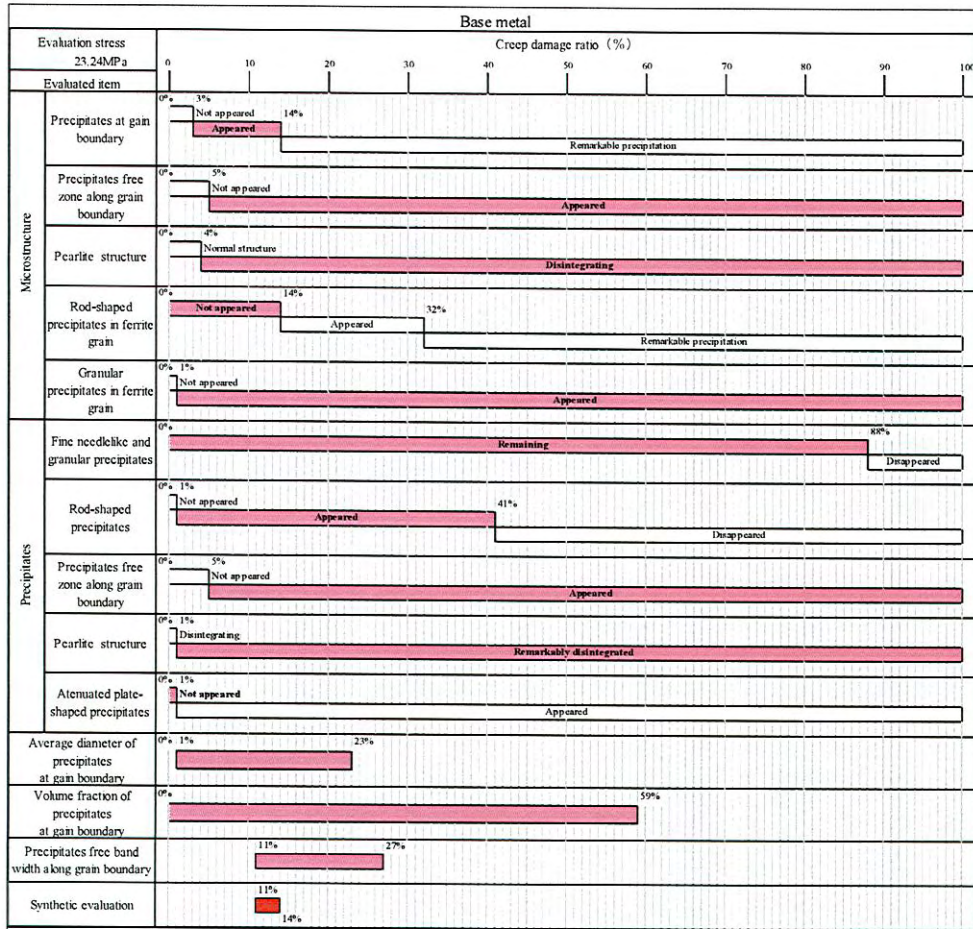 Base metal
Evaluation stress
23.24MPa
Creep damage ratio (%)
0 10 20 30 40 50 60 70 80 90 100
Evaluated item
Microstructure
Precipitates at gain
boundary
0% 3% 14%
Not appeared
Appeared
Remarkable precipitation
Precipitates free
zone along grain
boundary
0% 5%
Not appeared
Appeared
Pearlite structure
0% 4%
Normal structure
Disintegrating
Rod-shaped
precipitates in ferrite
grain
0% 14% 32%
Not appeared
Appeared
Remarkable precipitation
Granular
precipitates in ferrite
grain
0% 1%
Not appeared
Appeared
Precipitates
Fine needlelike and
granular precipitates
0% 88%
Remaining
Disappeared
Rod-shaped
precipitates
0% 1% 41%
Not appeared
Appeared
Disappeared
Precipitates free
zone along grain
boundary
0% 5%
Not appeared
Appeared
Pearlite structure
0% 1%
Disintegrating
Remarkably disintegrated
Atenuated plate-
shaped precipitates
0% 1%
Not appeared
Appeared
Average diameter of
precipitates
at gain boundary
0% 1% 23%
Volume fraction of
precipitates
at gain boundary
0% 59%
Precipitates free band
width along grain boundary
11% 27%
Synthetic evaluation
11%
14%